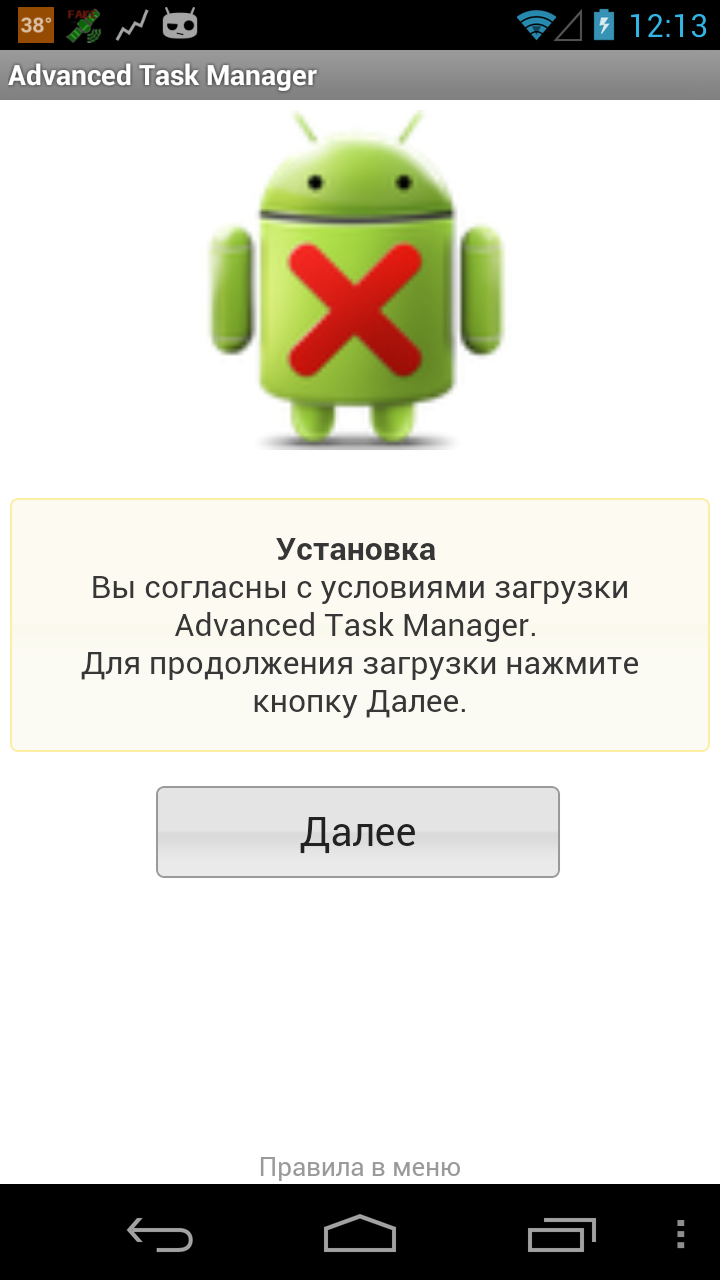 38° FAKE 12:13
Advanced Task Manager
Установка
Вы согласны с условиями загрузки
Advanced Task Manager.
Для продолжения загрузки нажмите
кнопку Далее.
Далее
Правила в меню